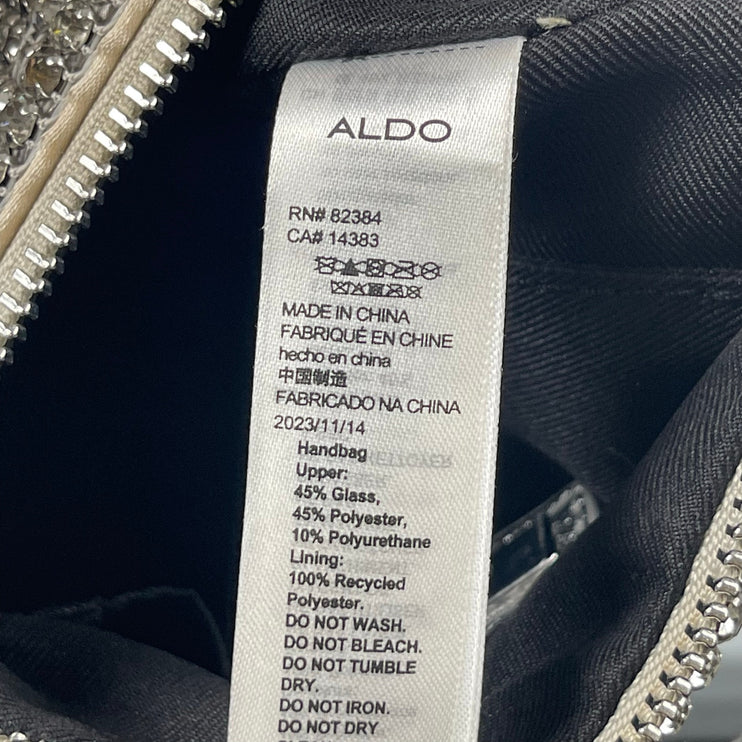 ALDO
RN# 82384
CA# 14383
MADE IN CHINA
FABRIQUÉ EN CHINE
hecho en china
中国制造
FABRICADO NA CHINA
2023/11/14
Handbag
Upper:
45% Glass,
45% Polyester,
10% Polyurethane
Lining:
100% Recycled
Polyester.
DO NOT WASH.
DO NOT BLEACH.
DO NOT TUMBLE
DRY.
DO NOT IRON.
DO NOT DRY